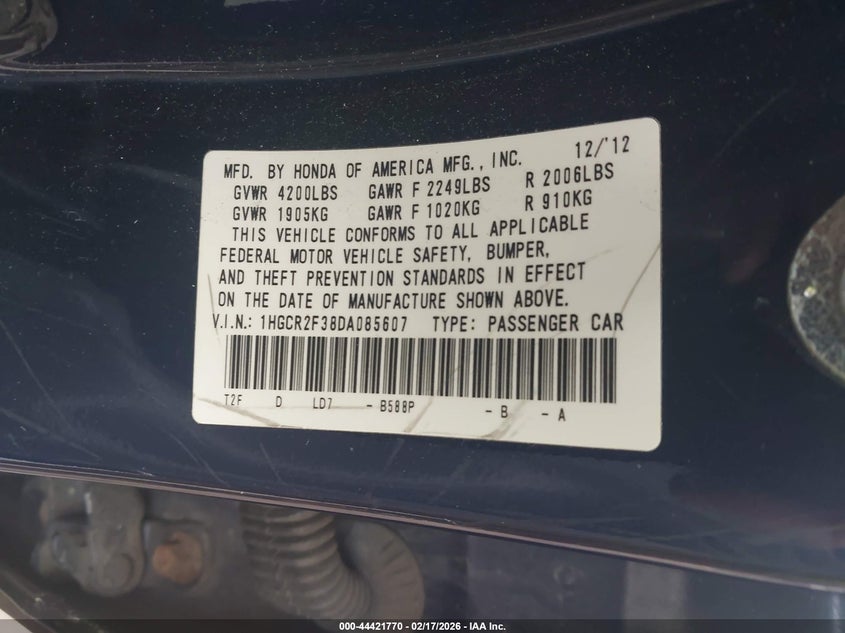 MFD. BY HONDA OF AMERICA MFG., INC. 12/'12
GVWR 4200LBS GAWR F 2249LBS R 2006LBS
GVWR 1905KG GAWR F 1020KG R 910KG
THIS VEHICLE CONFORMS TO ALL APPLICABLE
FEDERAL MOTOR VEHICLE SAFETY, BUMPER,
AND THEFT PREVENTION STANDARDS IN EFFECT
ON THE DATE OF MANUFACTURE SHOWN ABOVE.
V.I.N.: 1HGCR2F38DA085607 TYPE: PASSENGER CAR
T2F D LD7 - B588P - B - A
000-44421770 — 02/17/2026 — IAA Inc.